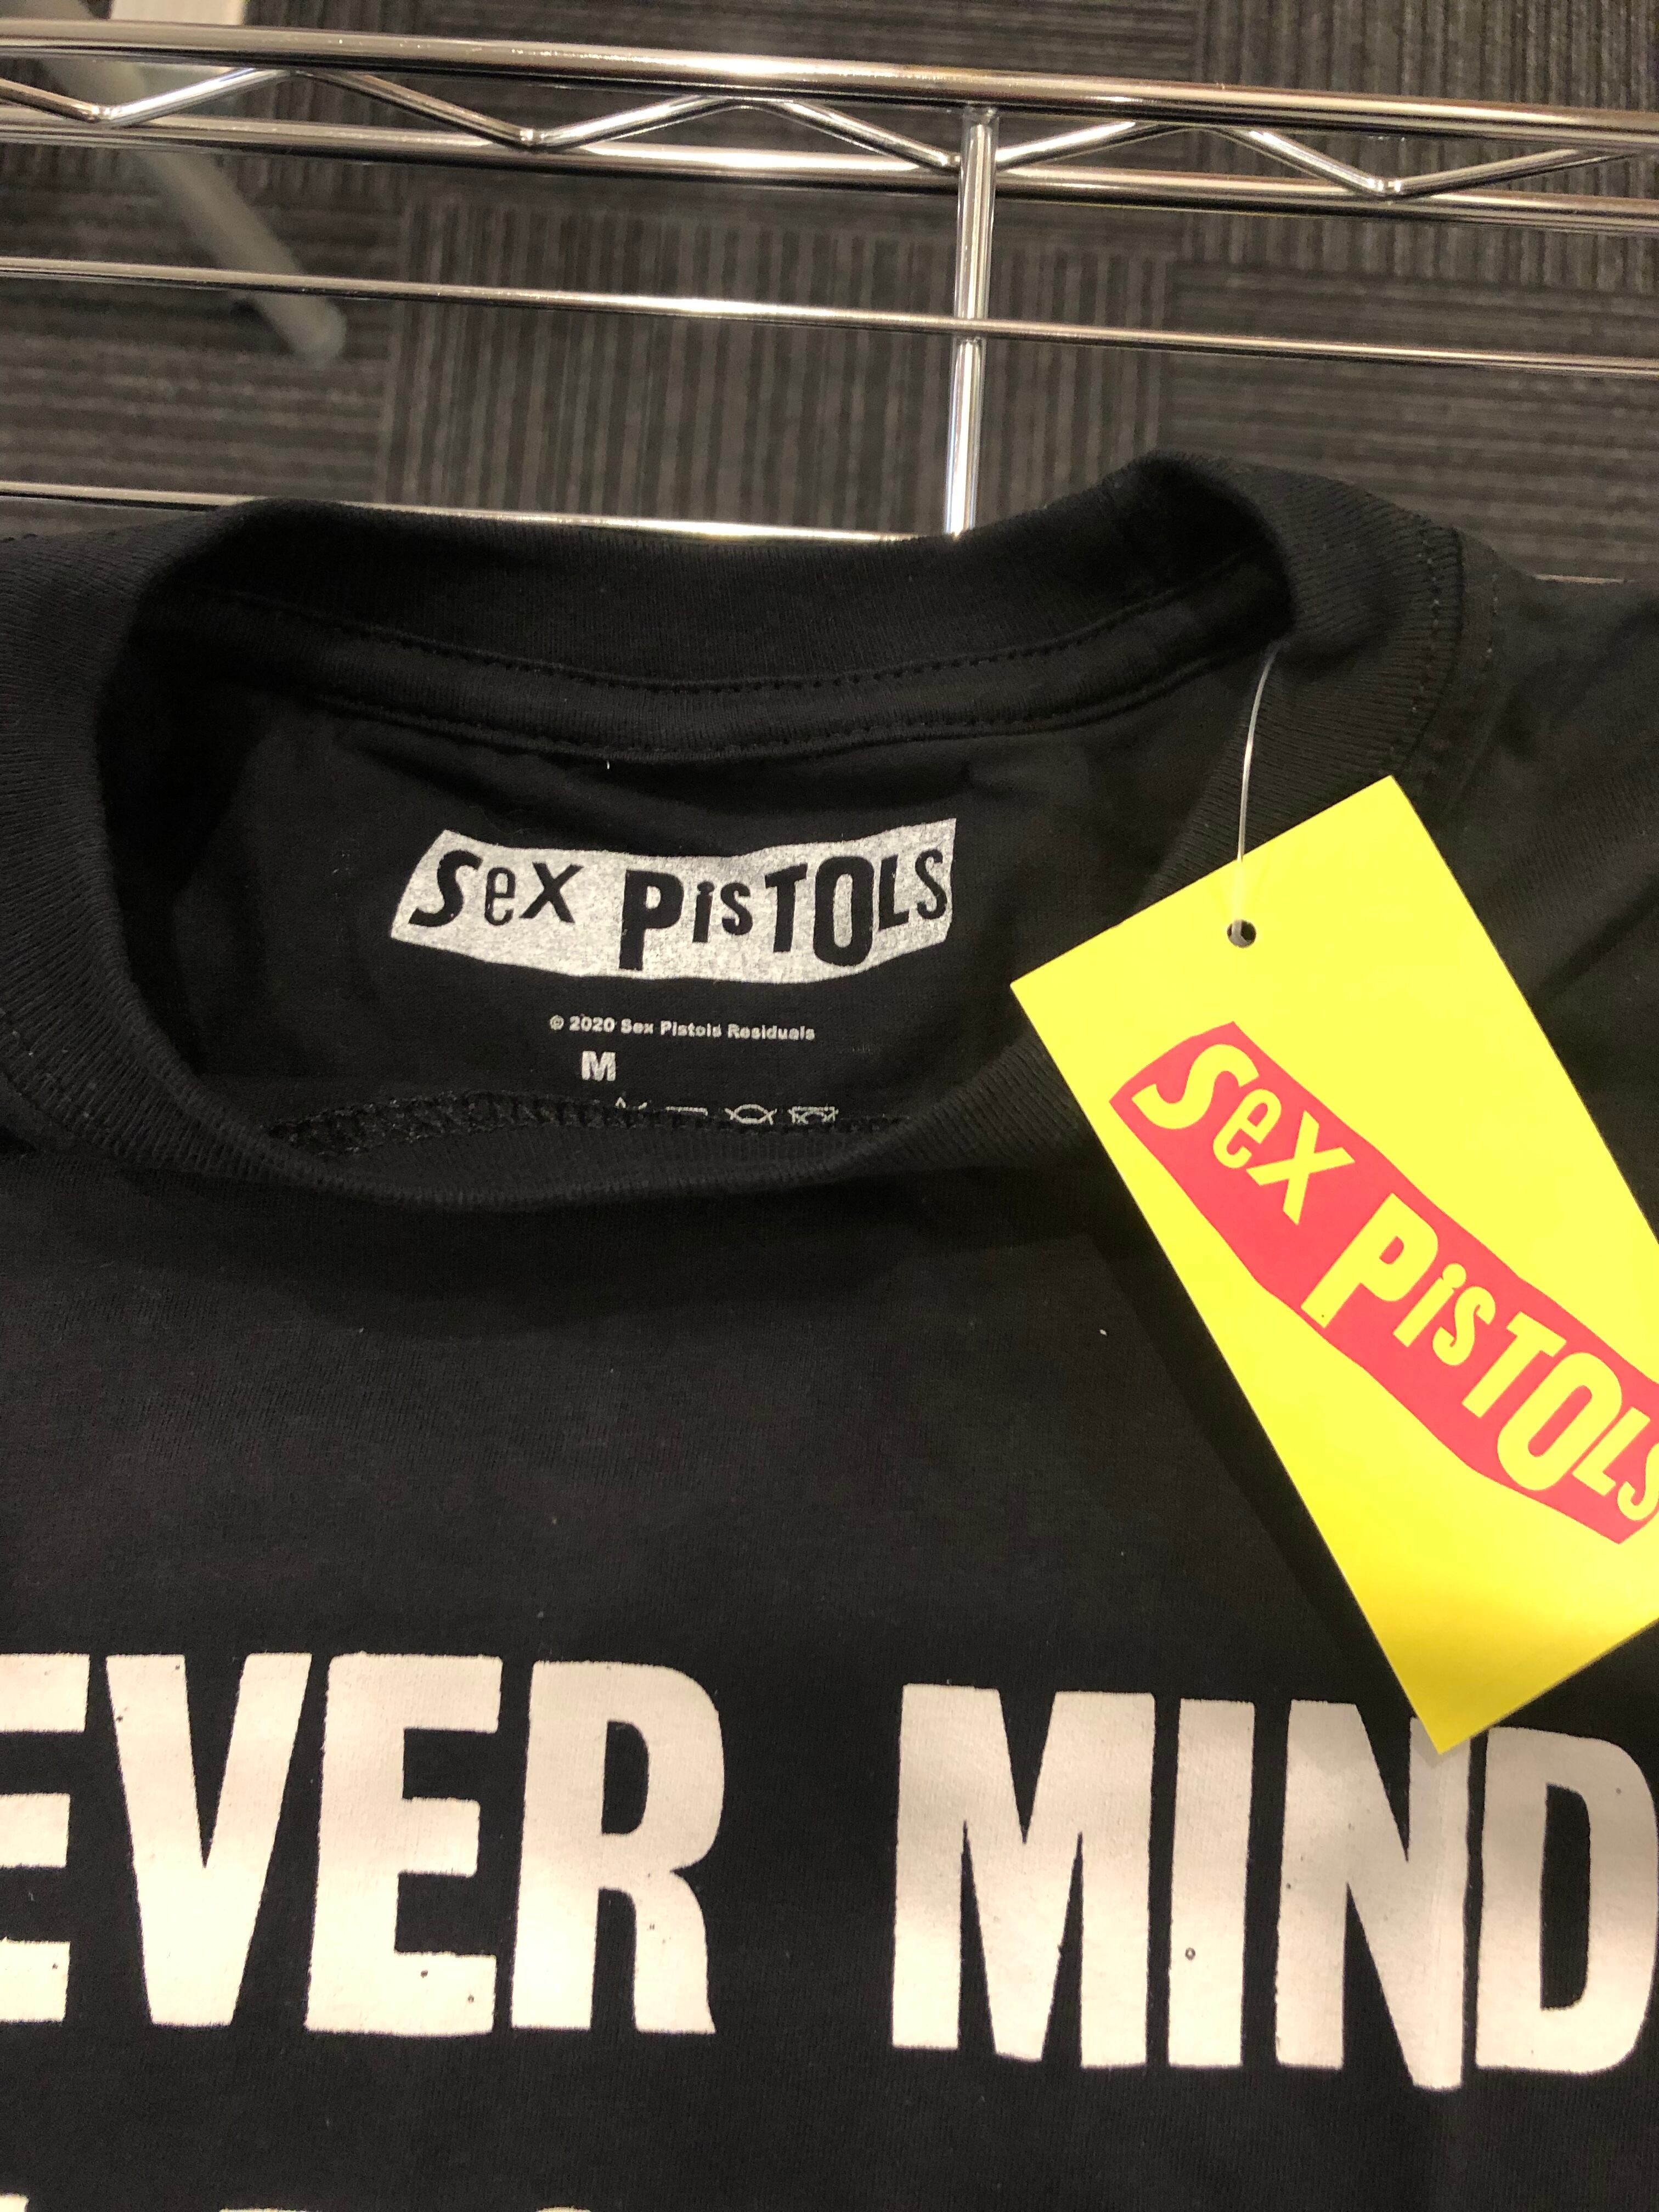 Sex PisTOLS
© 2020 Sex Pistols Residuals
M
Sex PisTOLS
EVER MIND